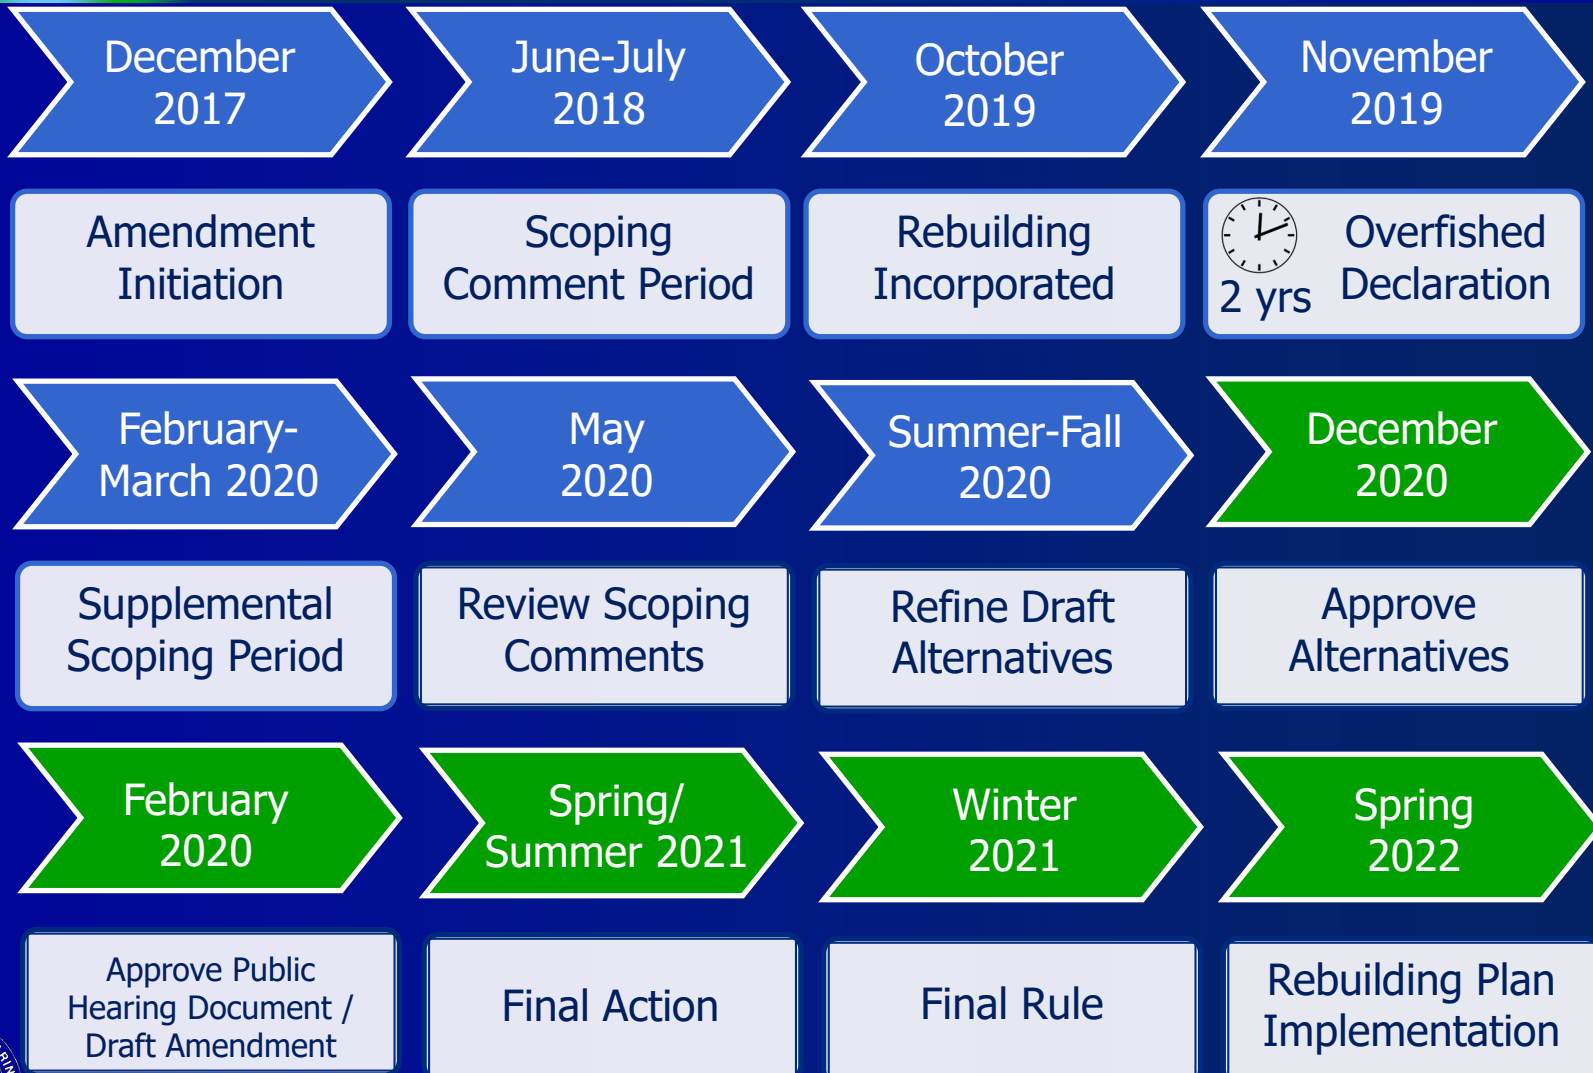 December
2017
June-July
2018
October
2019
November
2019
Amendment
Initiation
Scoping
Comment Period
Rebuilding
Incorporated
2 yrs
Overfished
Declaration
February-
March 2020
May
2020
Summer-Fall
2020
December
2020
Supplemental
Scoping Period
Review Scoping
Comments
Refine Draft
Alternatives
Approve
Alternatives
February
2020
Spring/
Summer 2021
Winter
2021
Spring
2022
Approve Public
Hearing Document /
Draft Amendment
Final Action
Final Rule
Rebuilding Plan
Implementation